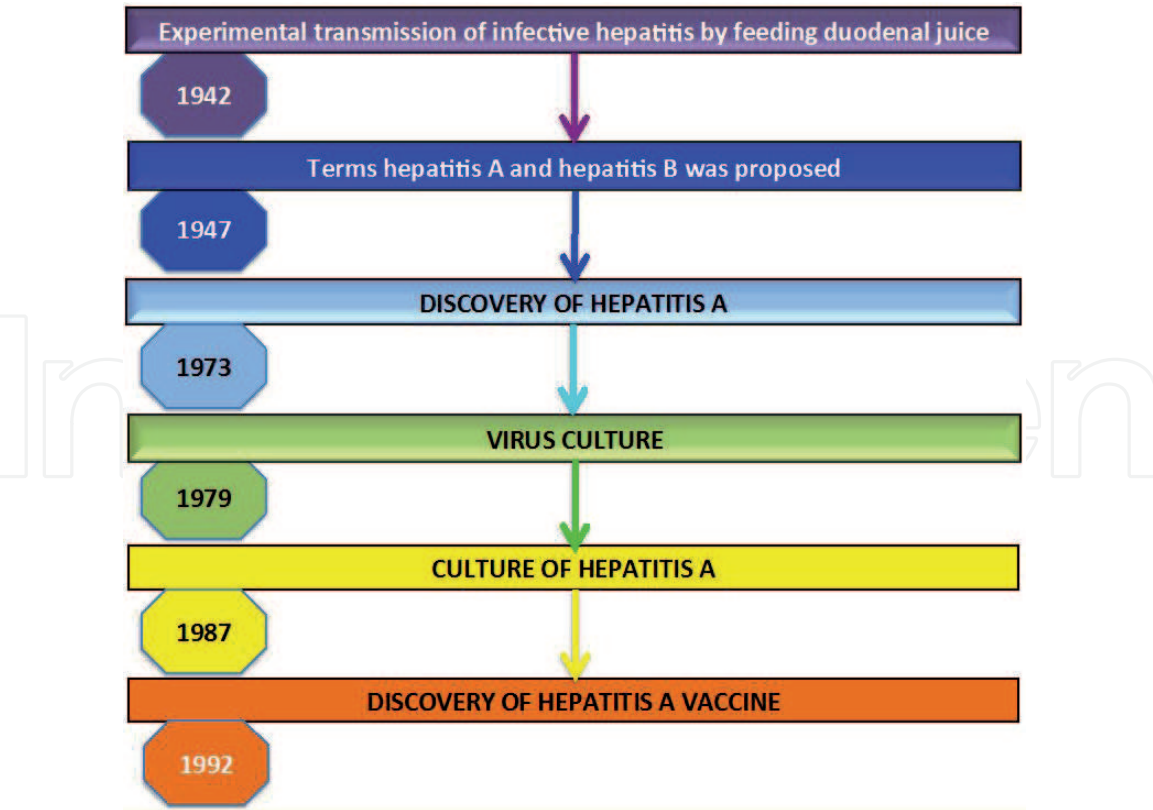 Experimental transmission of infective hepatitis by feeding duodenal juice
1942
Terms hepatitis A and hepatitis B was proposed
1947
DISCOVERY OF HEPATITIS A
1973
VIRUS CULTURE
1979
CULTURE OF HEPATITIS A
1987
DISCOVERY OF HEPATITIS A VACCINE
1992